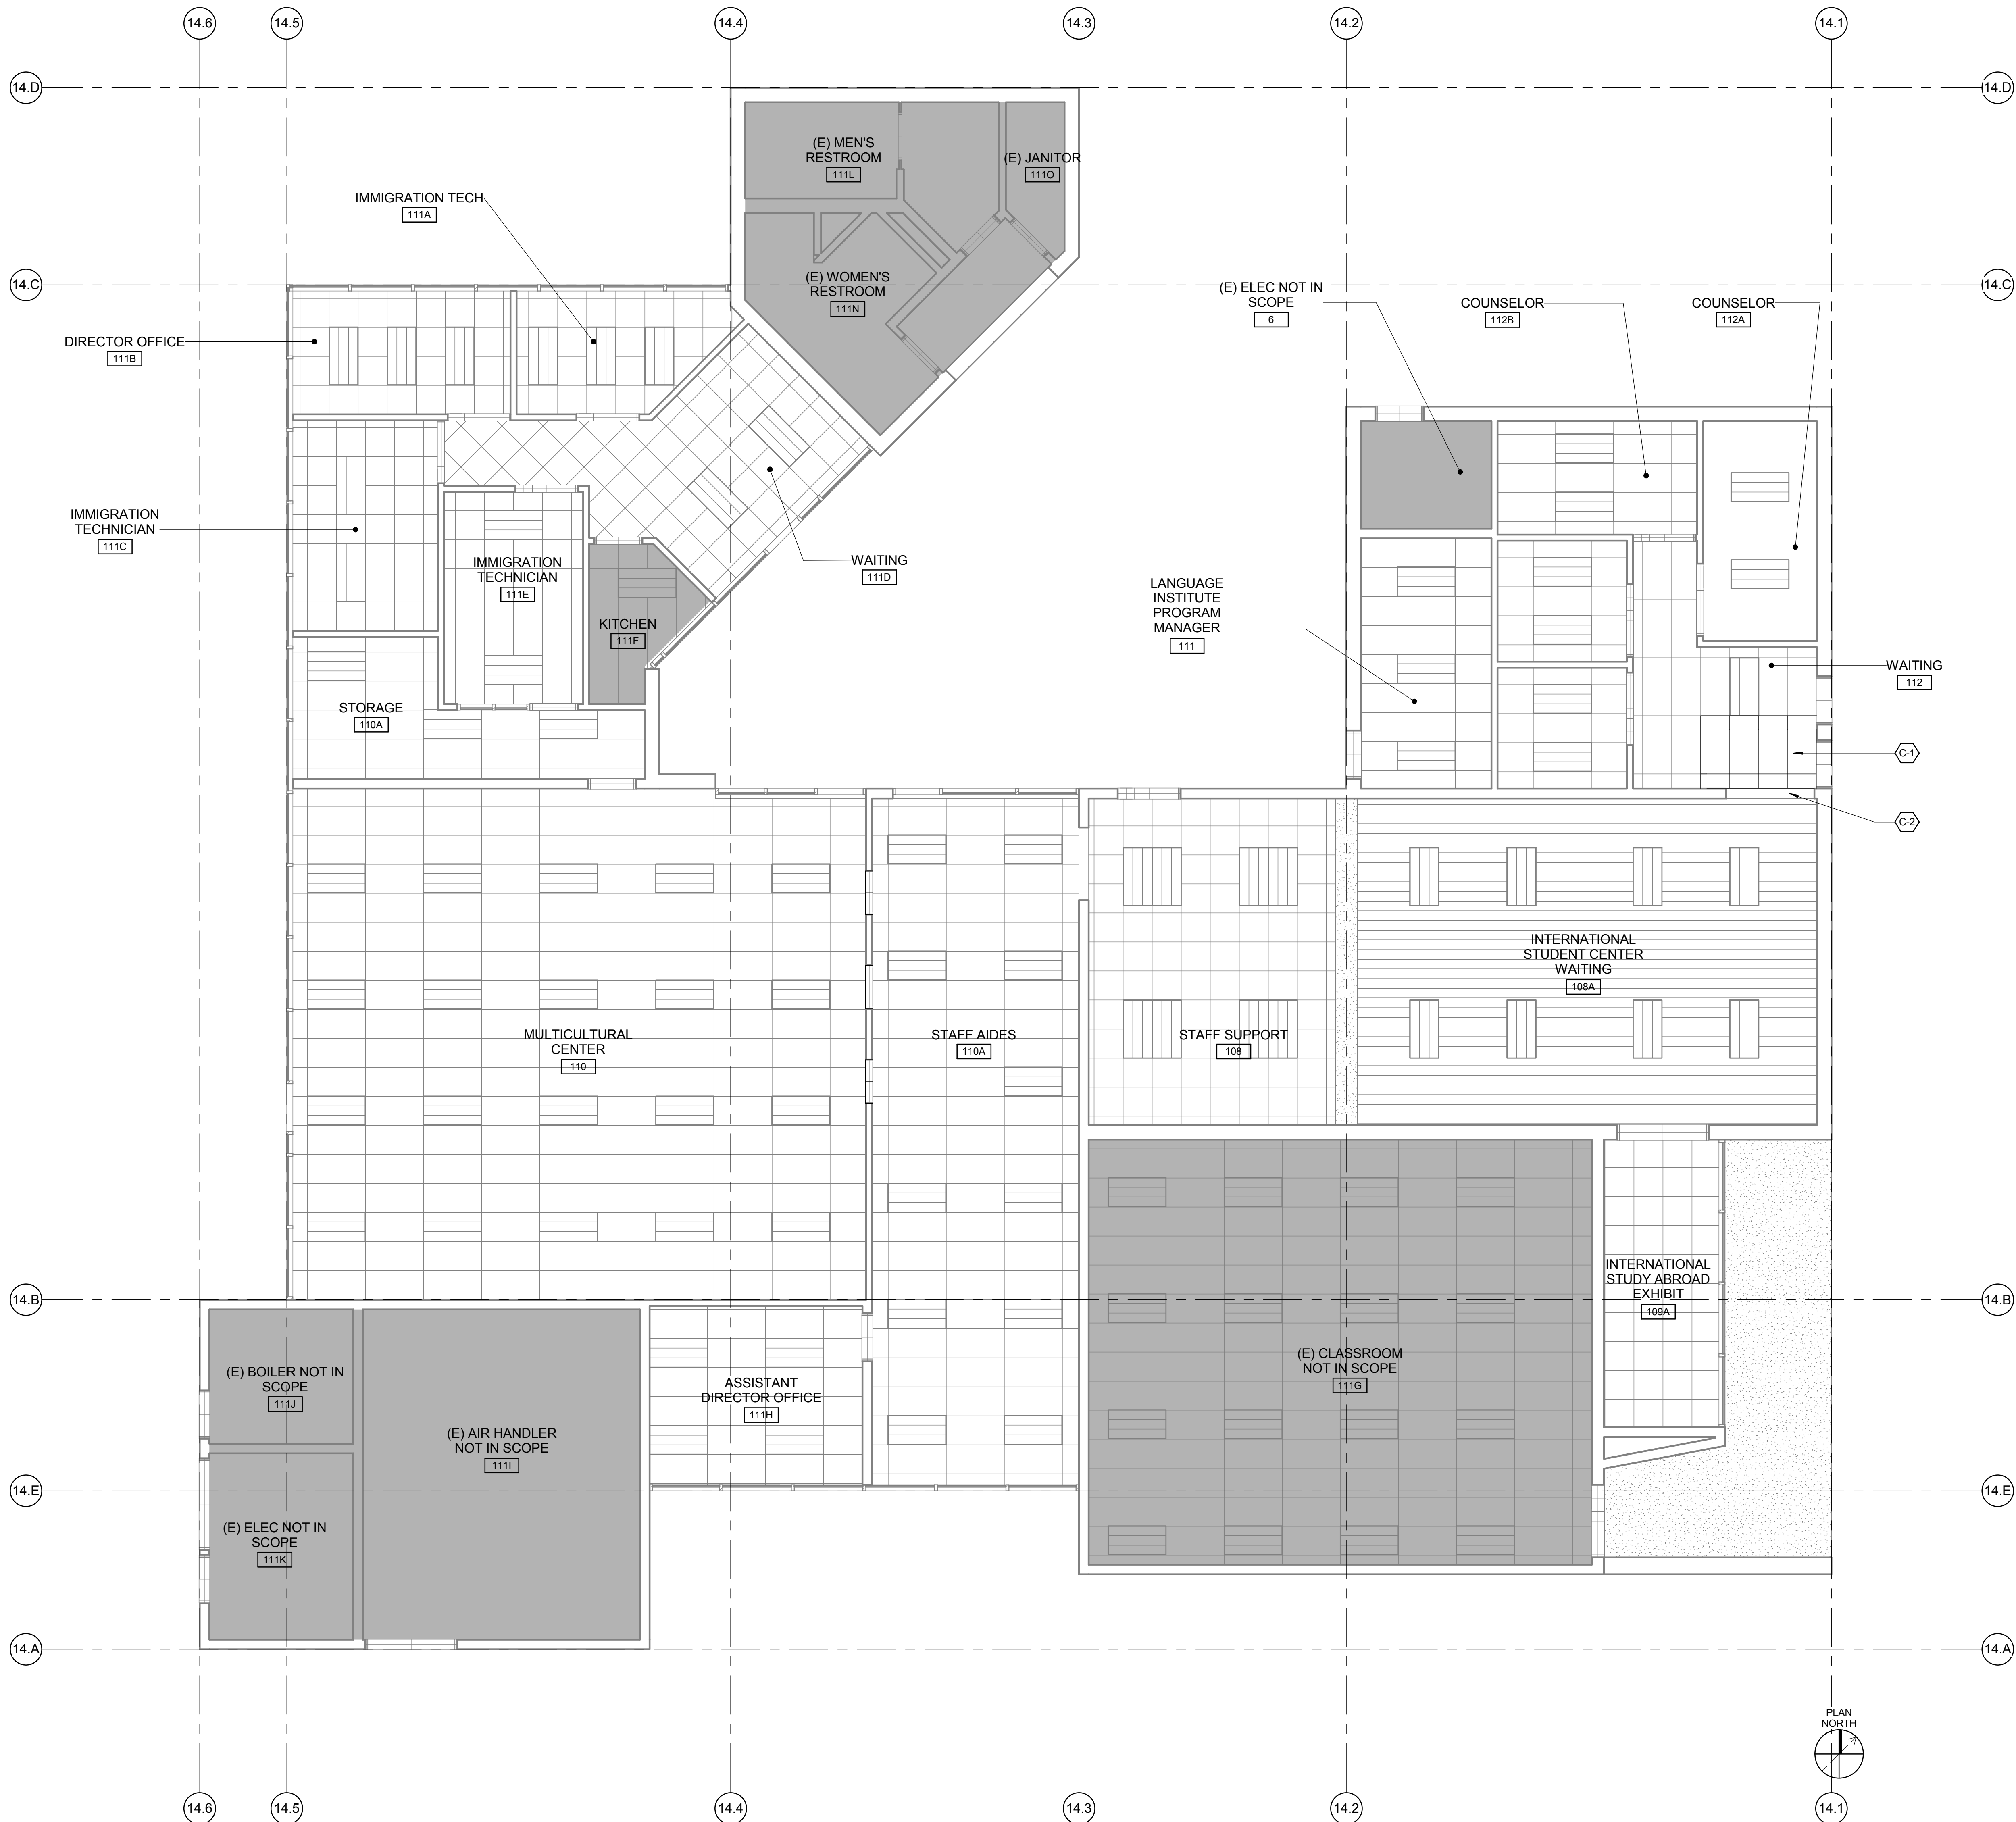 14.6
14.5
14.4
14.3
14.2
14.1
14.D
14.D
(E) MEN'S
RESTROOM
111L
(E) JANITOR
111O
IMMIGRATION TECH
111A
14.C
14.C
(E) WOMEN'S
RESTROOM
111N
(E) ELEC NOT IN
SCOPE
6
COUNSELOR
112B
COUNSELOR
112A
DIRECTOR OFFICE
111B
IMMIGRATION
TECHNICIAN
111C
IMMIGRATION
TECHNICIAN
111E
WAITING
111D
KITCHEN
111F
LANGUAGE
INSTITUTE
PROGRAM
MANAGER
111
WAITING
112
STORAGE
110A
C-1
C-2
INTERNATIONAL
STUDENT CENTER
WAITING
108A
MULTICULTURAL
CENTER
110
STAFF AIDES
110A
STAFF SUPPORT
108
INTERNATIONAL
STUDY ABROAD
EXHIBIT
109A
14.B
14.B
(E) BOILER NOT IN
SCOPE
111J
(E) AIR HANDLER
NOT IN SCOPE
111I
ASSISTANT
DIRECTOR OFFICE
111H
(E) CLASSROOM
NOT IN SCOPE
111G
14.E
14.E
(E) ELEC NOT IN
SCOPE
111K
14.A
14.A
PLAN
NORTH
14.6
14.5
14.4
14.3
14.2
14.1